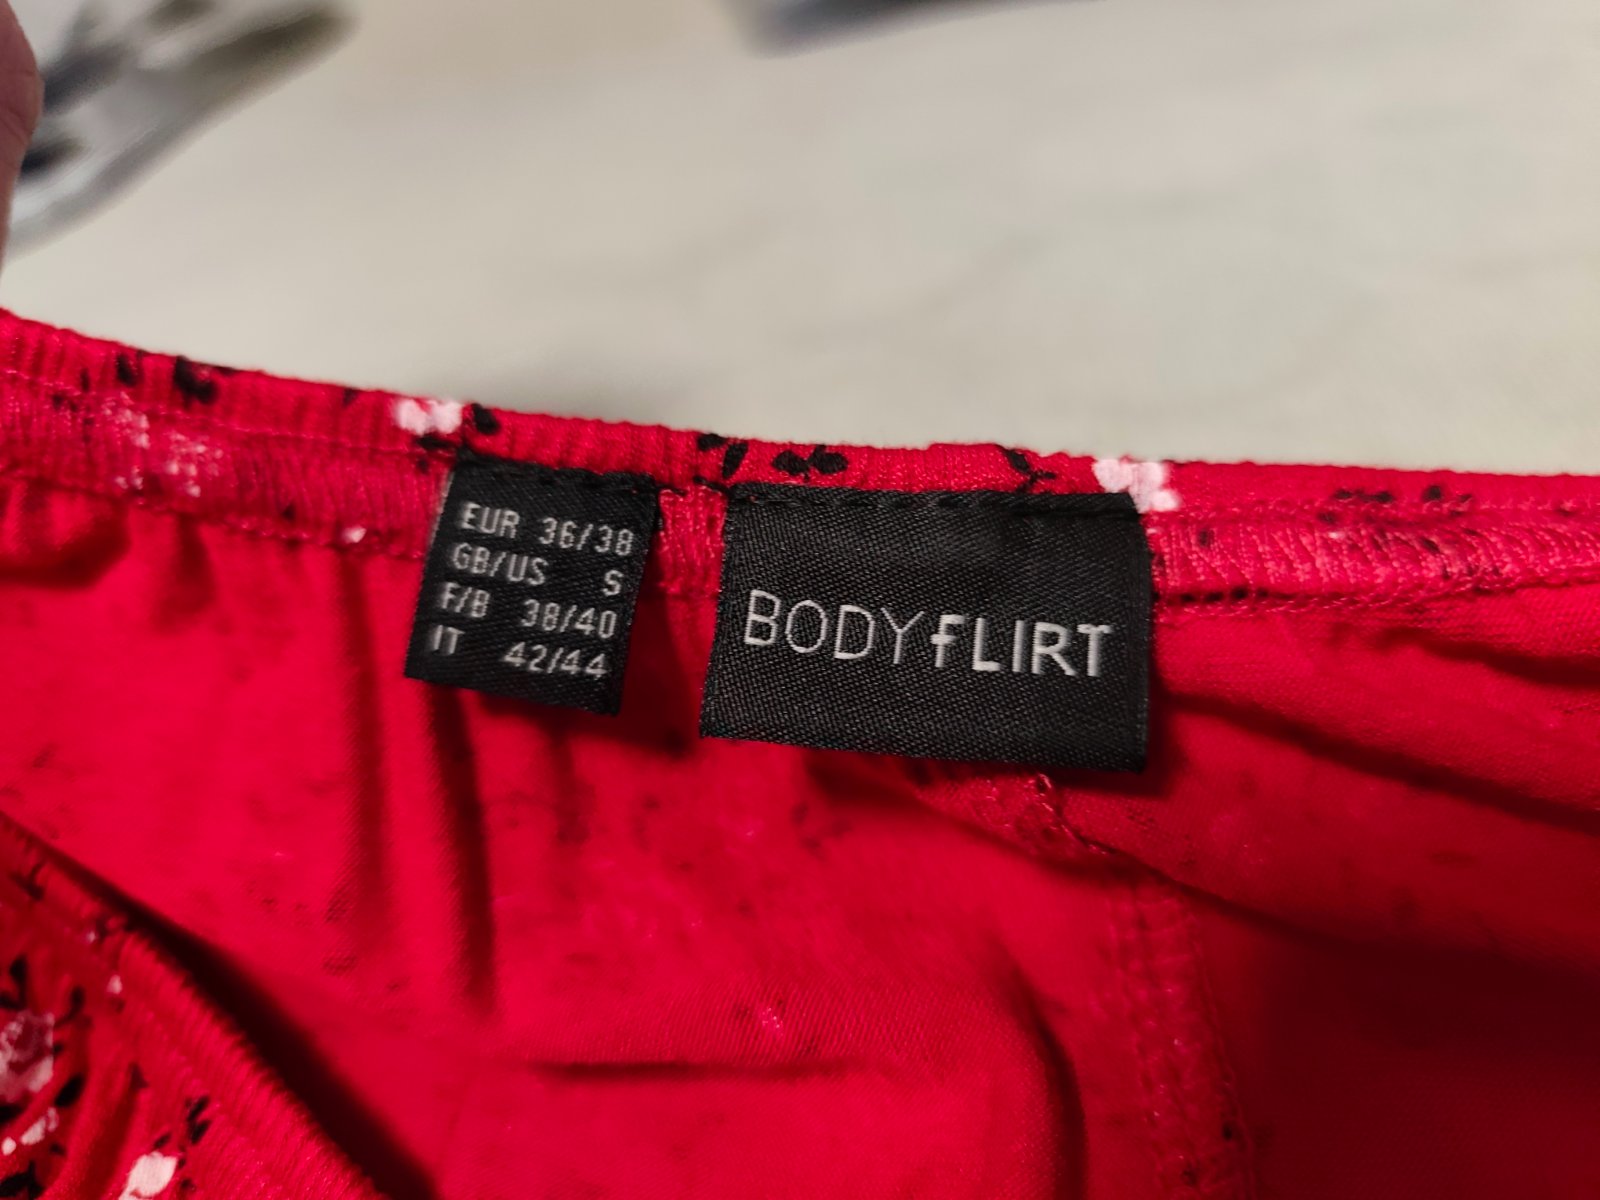 EUR 36/38
GB/US S
F/B 38/40
IT 42/44
BODYFLIRT